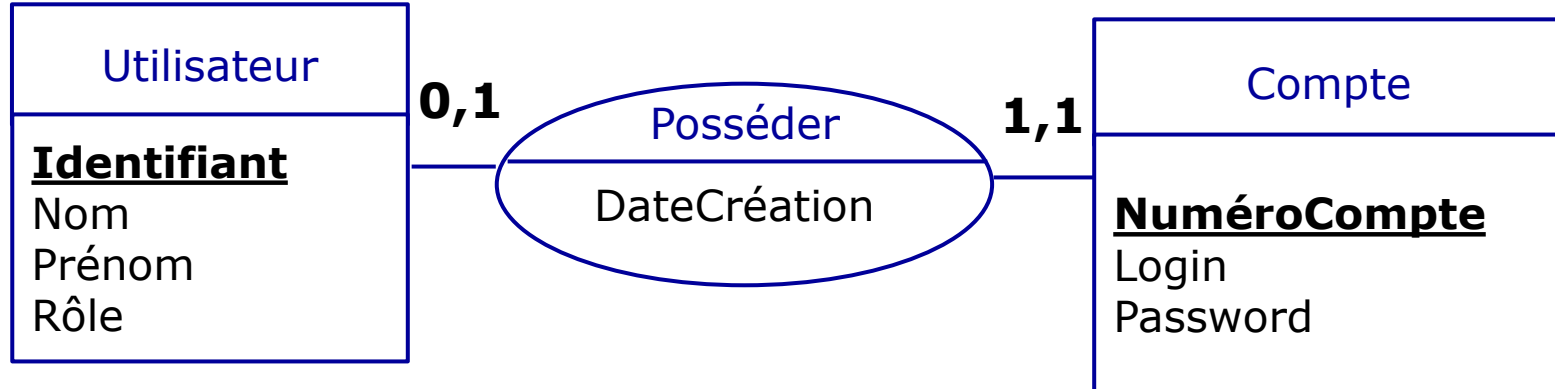 Utilisateur
Identifiant
Nom
Prénom
Rôle
0,1
Posséder
DateCréation
1,1
Compte
NuméroCompte
Login
Password